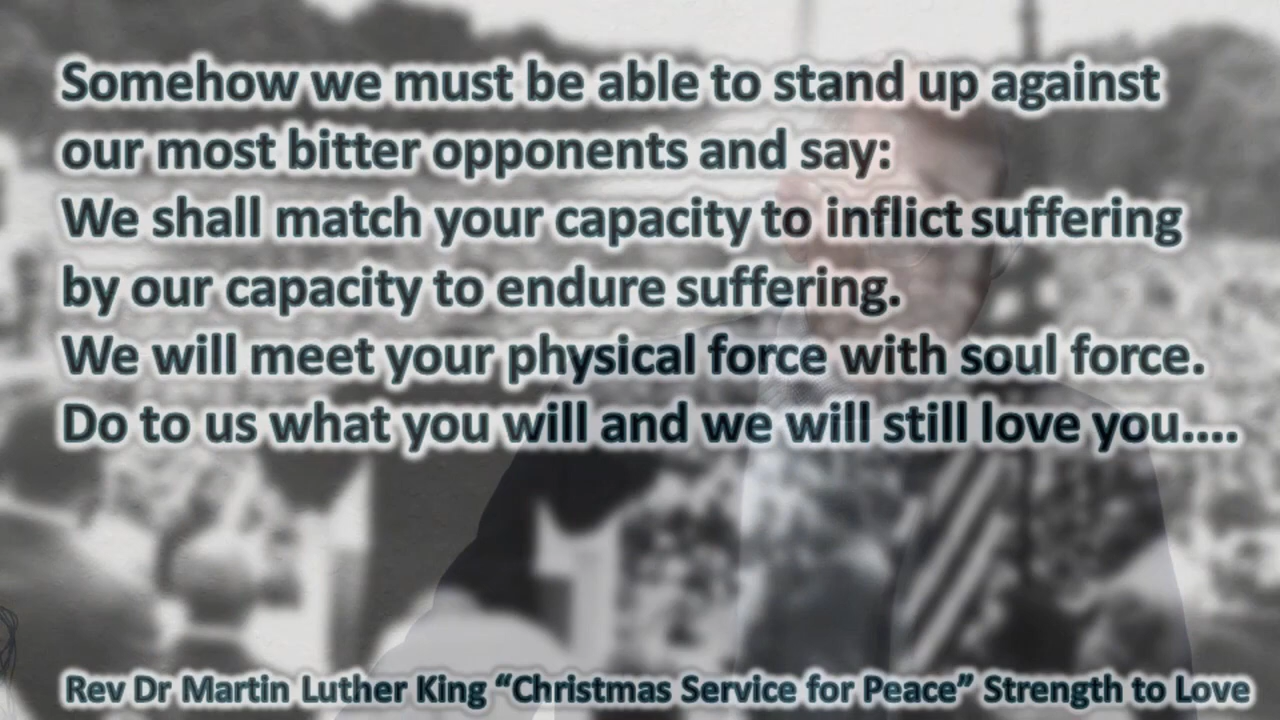 Somehow we must be able to stand up against
our most bitter opponents and say:
We shall match your capacity to inflict suffering
by our capacity to endure suffering.
We will meet your physical force with soul force.
Do to us what you will and we will still love you....
Rev Dr Martin Luther King “Christmas Service for Peace” Strength to Love